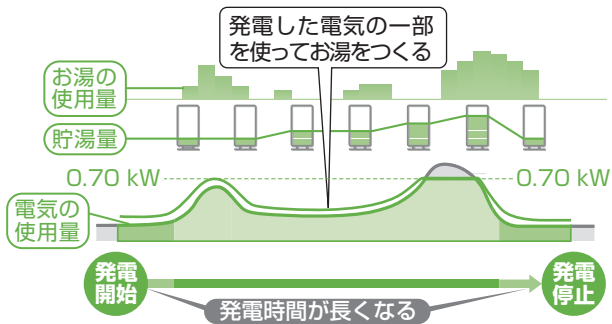 発電した電気の一部
を使ってお湯をつくる
お湯の
使用量
貯湯量
0.70 kW
0.70 kW
電気の
使用量
発電
開始
発電
停止
発電時間が長くなる